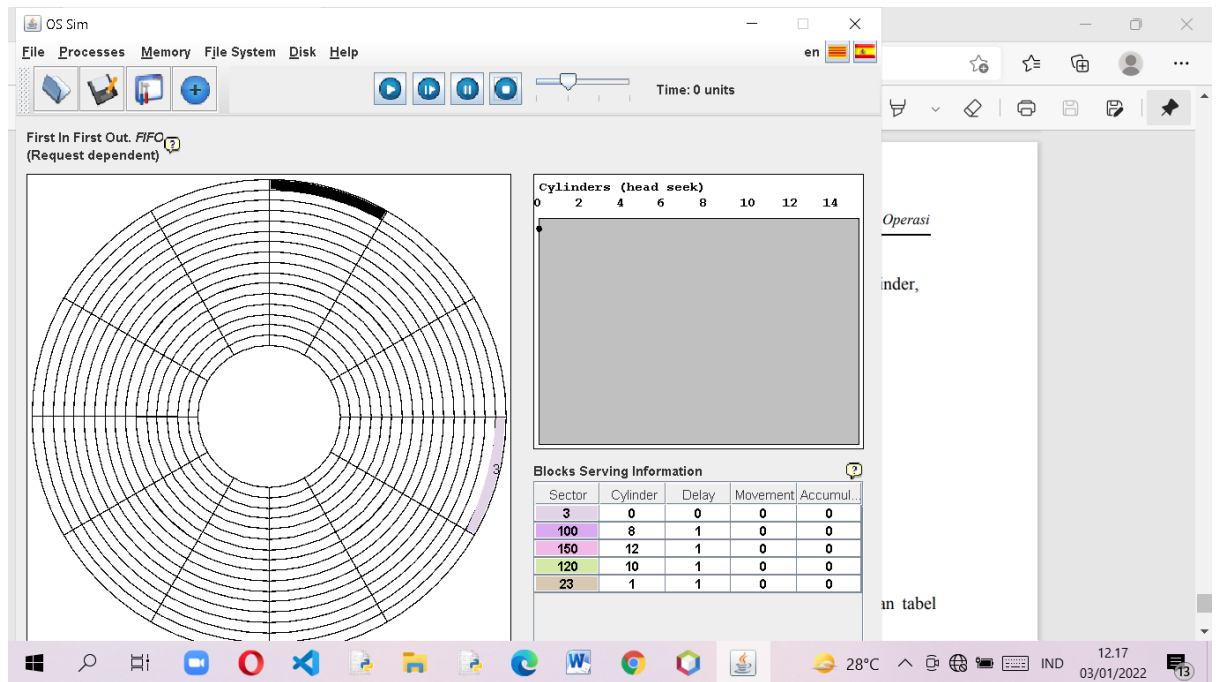 OS Sim
File Processes Memory File System Disk Help
en
Time: 0 units
First In First Out. FIFO
(Request dependent)
Cylinders (head seek)
0 2 4 6 8 10 12 14
3
Blocks Serving Information
Sector Cylinder Delay Movement Accumul...
3 0 0 0 0
100 8 1 0 0
150 12 1 0 0
120 10 1 0 0
23 1 1 0 0
Operasi
inder,
an tabel
28°C
IND
12.17
03/01/2022
13